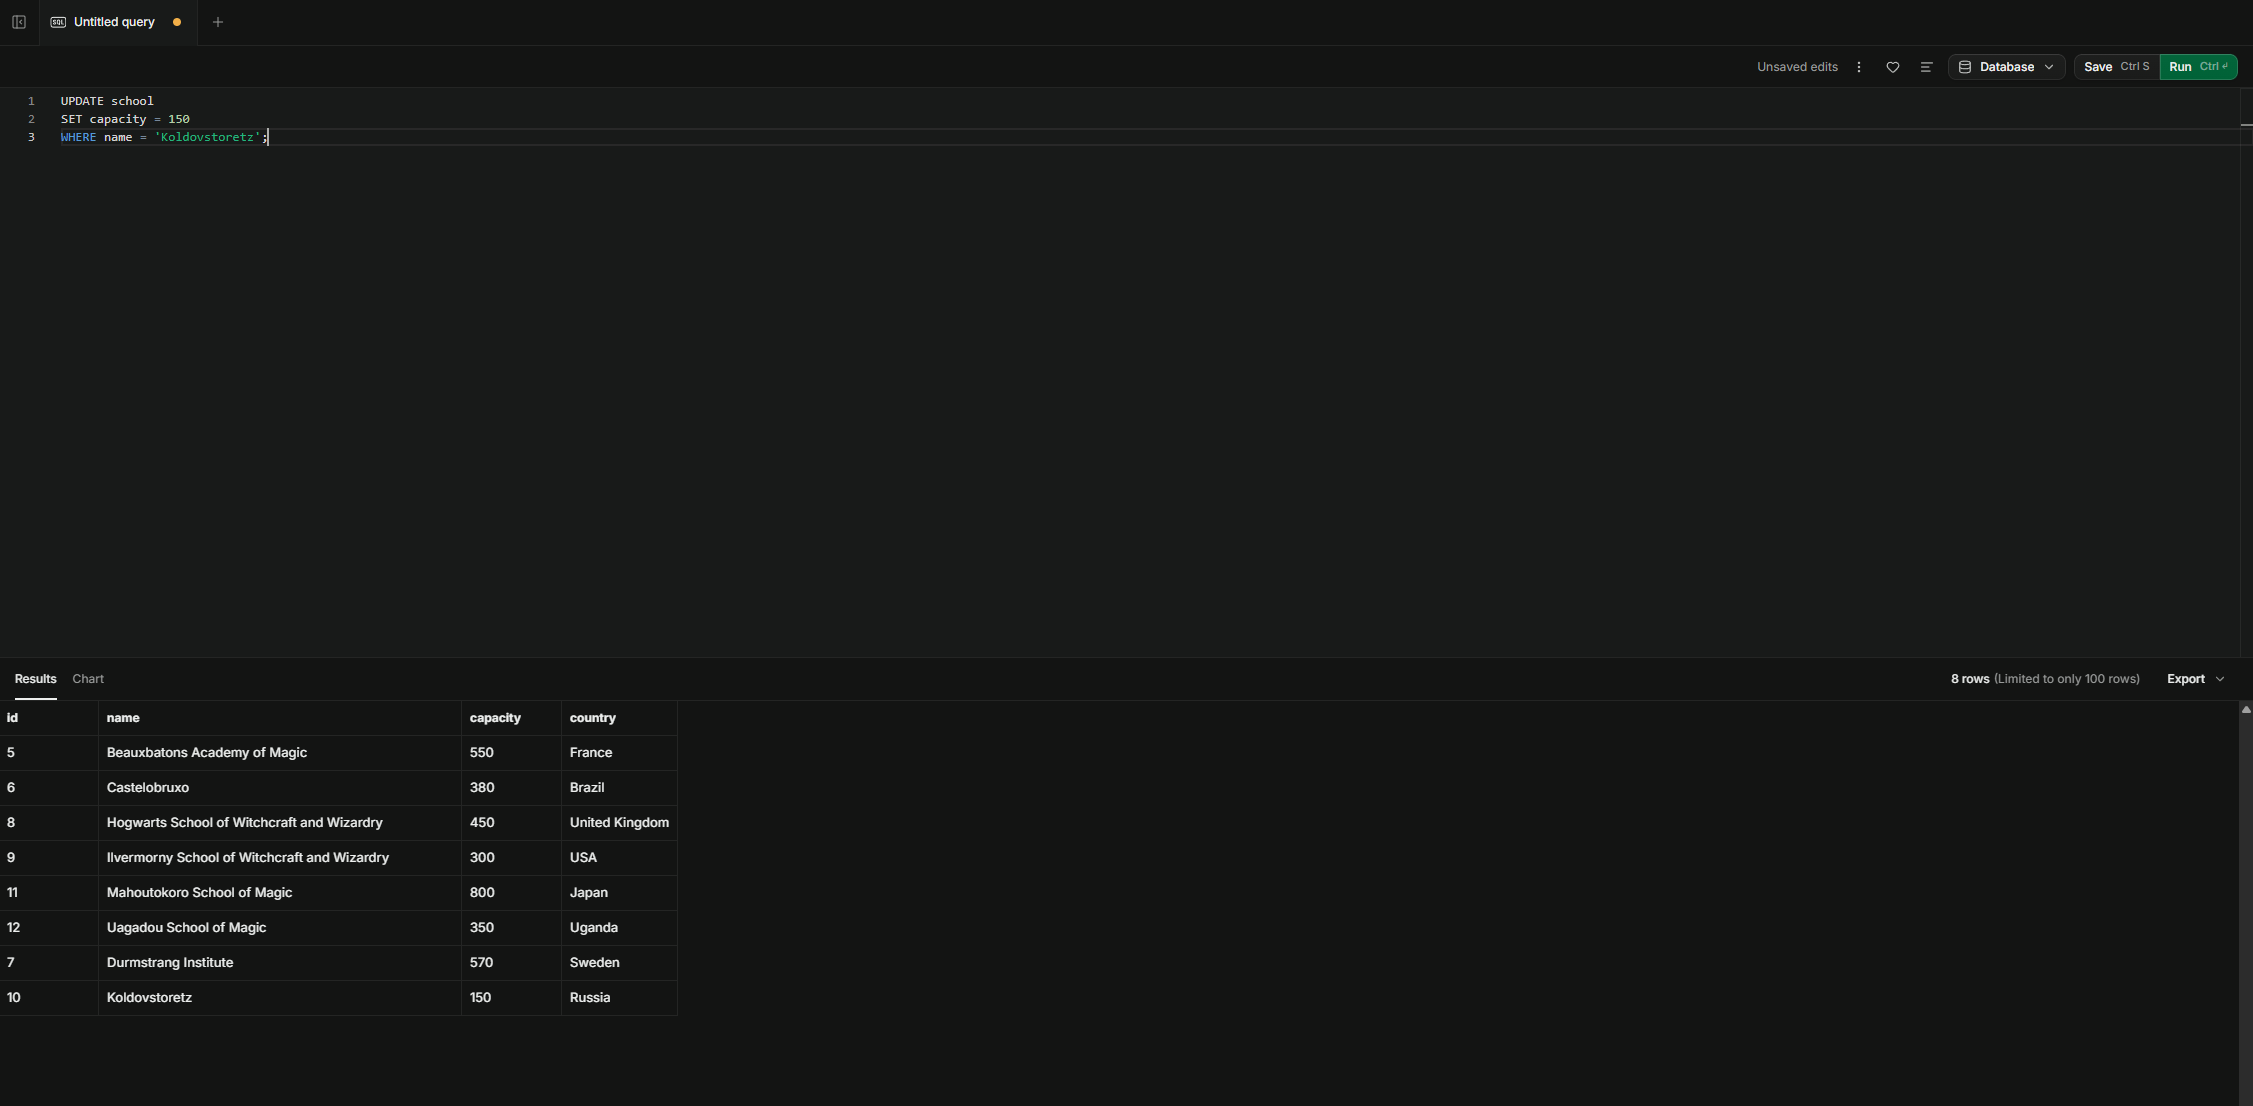 SQL Untitled query
Unsaved edits Database Save Ctrl S Run Ctrl ↵
1 UPDATE school
2 SET capacity = 150
3 WHERE name = 'Koldovstoretz';
Results Chart 8 rows (Limited to only 100 rows) Export
id name capacity country
5 Beauxbatons Academy of Magic 550 France
6 Castelobruxo 380 Brazil
8 Hogwarts School of Witchcraft and Wizardry 450 United Kingdom
9 Ilvermorny School of Witchcraft and Wizardry 300 USA
11 Mahoutokoro School of Magic 800 Japan
12 Uagadou School of Magic 350 Uganda
7 Durmstrang Institute 570 Sweden
10 Koldovstoretz 150 Russia